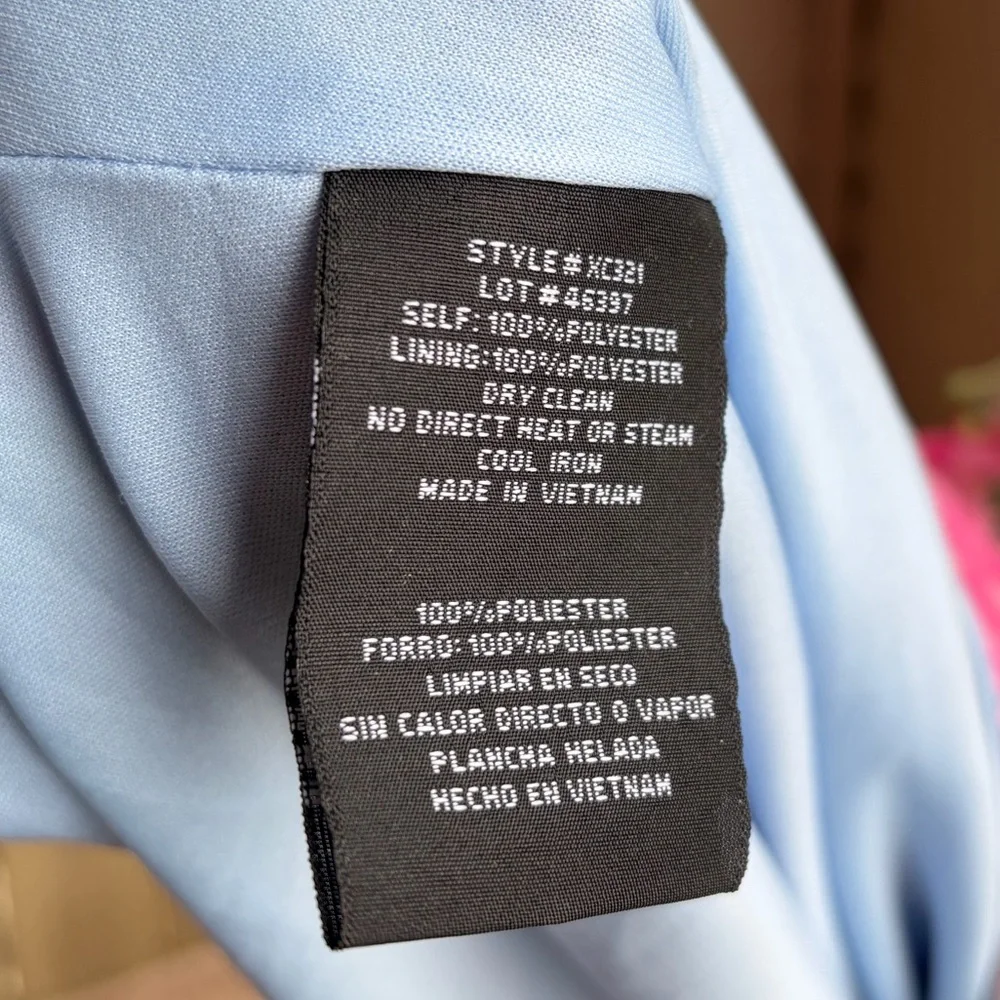 STYLE# XC321
LOT #46397
SELF: 100%POLYESTER
LINING:100%POLYESTER
DRY CLEAN
NO DIRECT HEAT OR STEAM
COOL IRON
MADE IN VIETNAM
100%POLIESTER
FORRO: 100%POLIESTER
LIMPIAR EN SECO
SIN CALOR DIRECTO O VAPOR
PLANCHA HELADA
HECHO EN VIETNAM